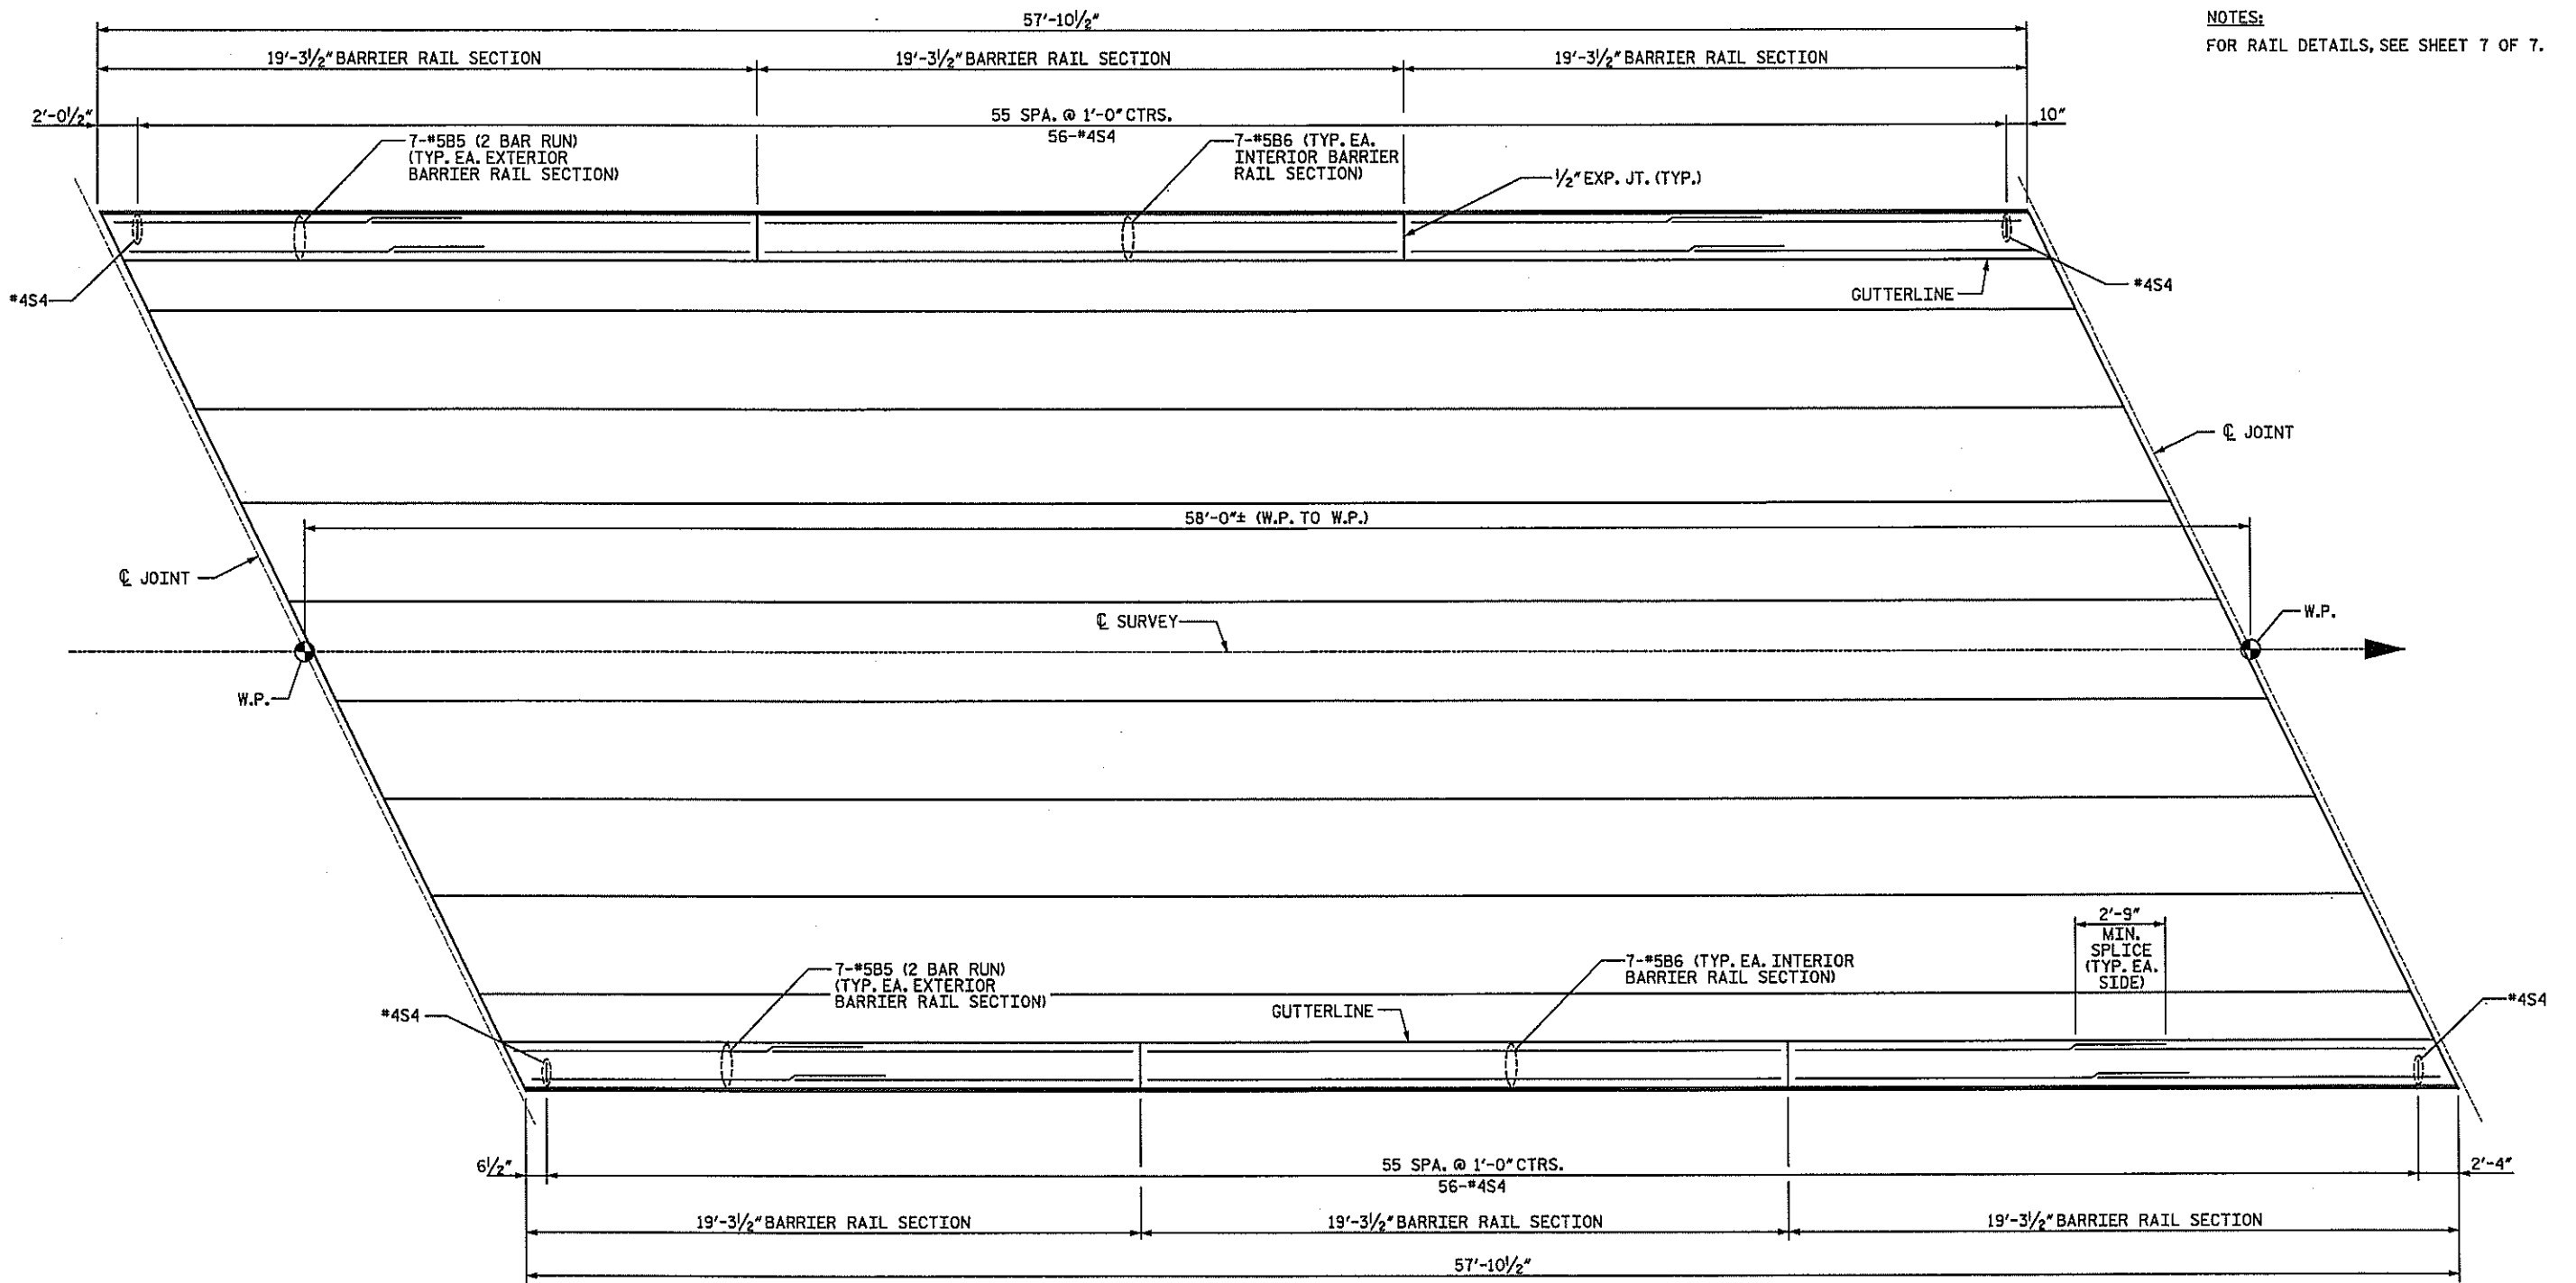 NOTES:
FOR RAIL DETAILS, SEE SHEET 7 OF 7.
57'-10½"
19'-3½" BARRIER RAIL SECTION
19'-3½" BARRIER RAIL SECTION
19'-3½" BARRIER RAIL SECTION
2'-0½"
55 SPA. @ 1'-0" CTRS.
56-#4S4
10"
7-#5B5 (2 BAR RUN)
(TYP. EA. EXTERIOR
BARRIER RAIL SECTION)
7-#5B6 (TYP. EA.
INTERIOR BARRIER
RAIL SECTION)
½" EXP. JT. (TYP.)
#4S4
GUTTERLINE
#4S4
℄ JOINT
58'-0"± (W.P. TO W.P.)
℄ JOINT
℄ SURVEY
W.P.
W.P.
2'-9"
MIN.
SPLICE
(TYP. EA.
SIDE)
7-#5B5 (2 BAR RUN)
(TYP. EA. EXTERIOR
BARRIER RAIL SECTION)
7-#5B6 (TYP. EA. INTERIOR
BARRIER RAIL SECTION)
#4S4
GUTTERLINE
#4S4
6½"
55 SPA. @ 1'-0" CTRS.
56-#4S4
2'-4"
19'-3½" BARRIER RAIL SECTION
19'-3½" BARRIER RAIL SECTION
19'-3½" BARRIER RAIL SECTION
57'-10½"